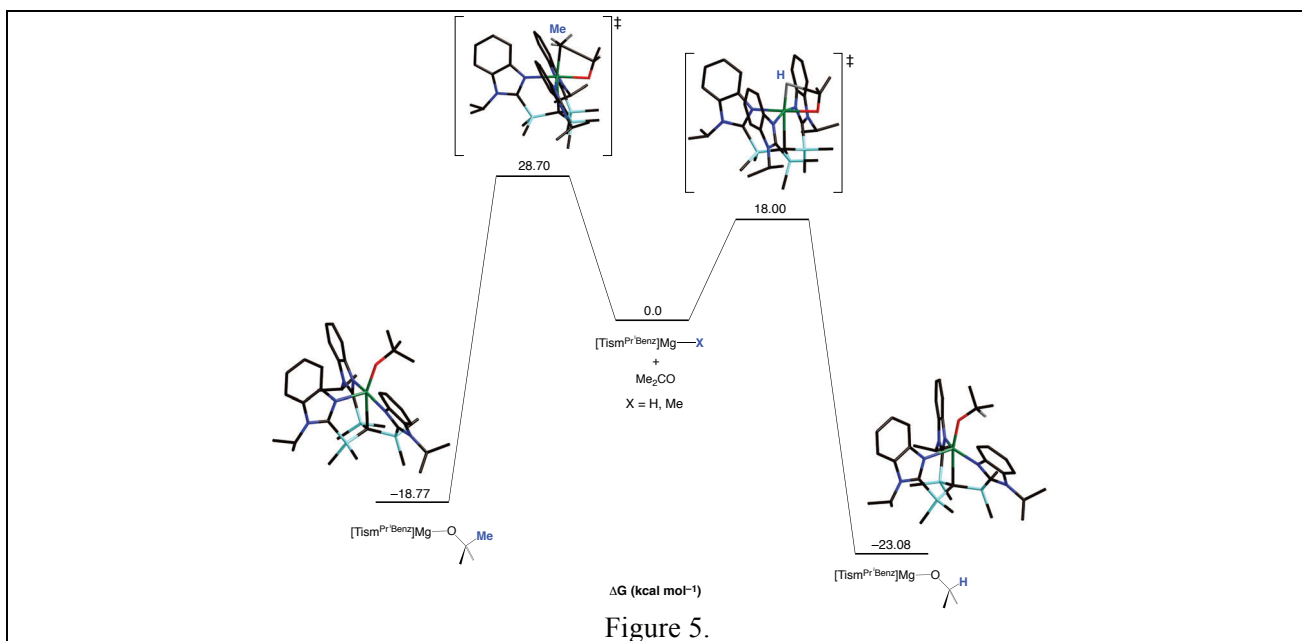 Me
‡
H
‡
28.70
18.00
0.0
[Tism^{Pr^iBenz}]Mg—X
+
Me₂CO
X = H, Me
–18.77
[Tism^{Pr^iBenz}]Mg—O
Me
–23.08
[Tism^{Pr^iBenz}]Mg—O
H
ΔG (kcal mol⁻¹)
Figure 5.